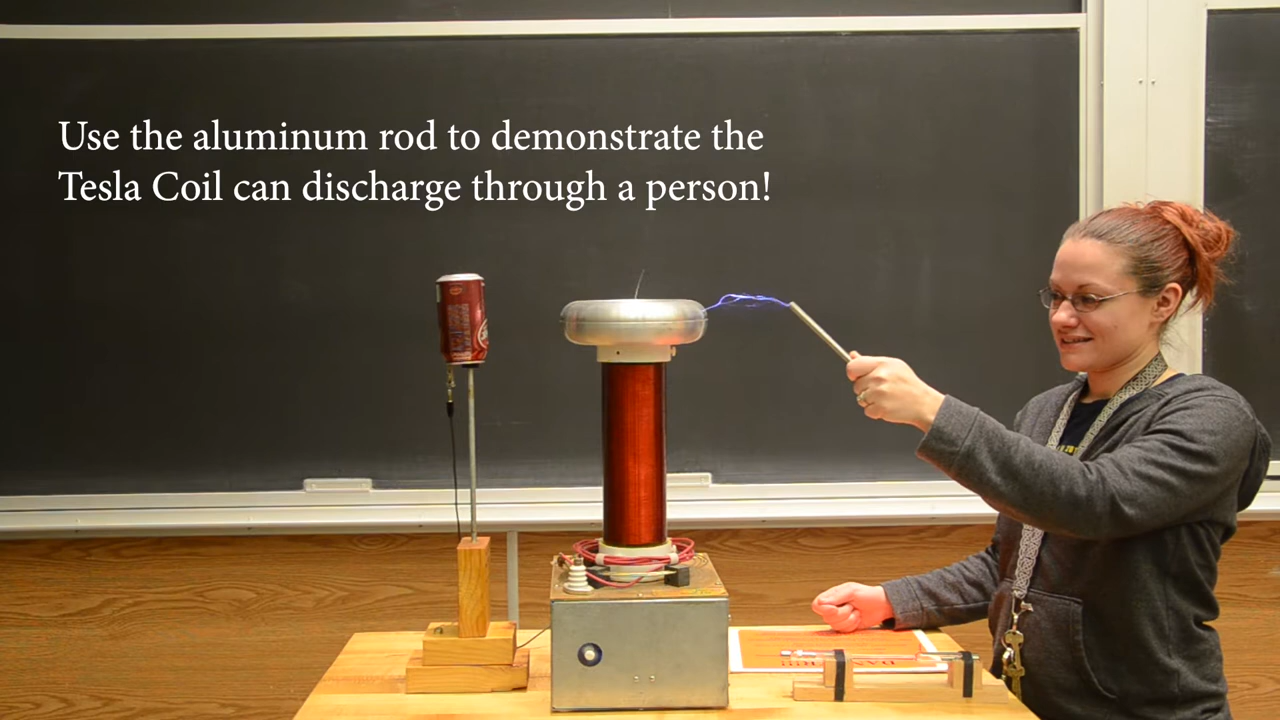 Use the aluminum rod to demonstrate the
Tesla Coil can discharge through a person!